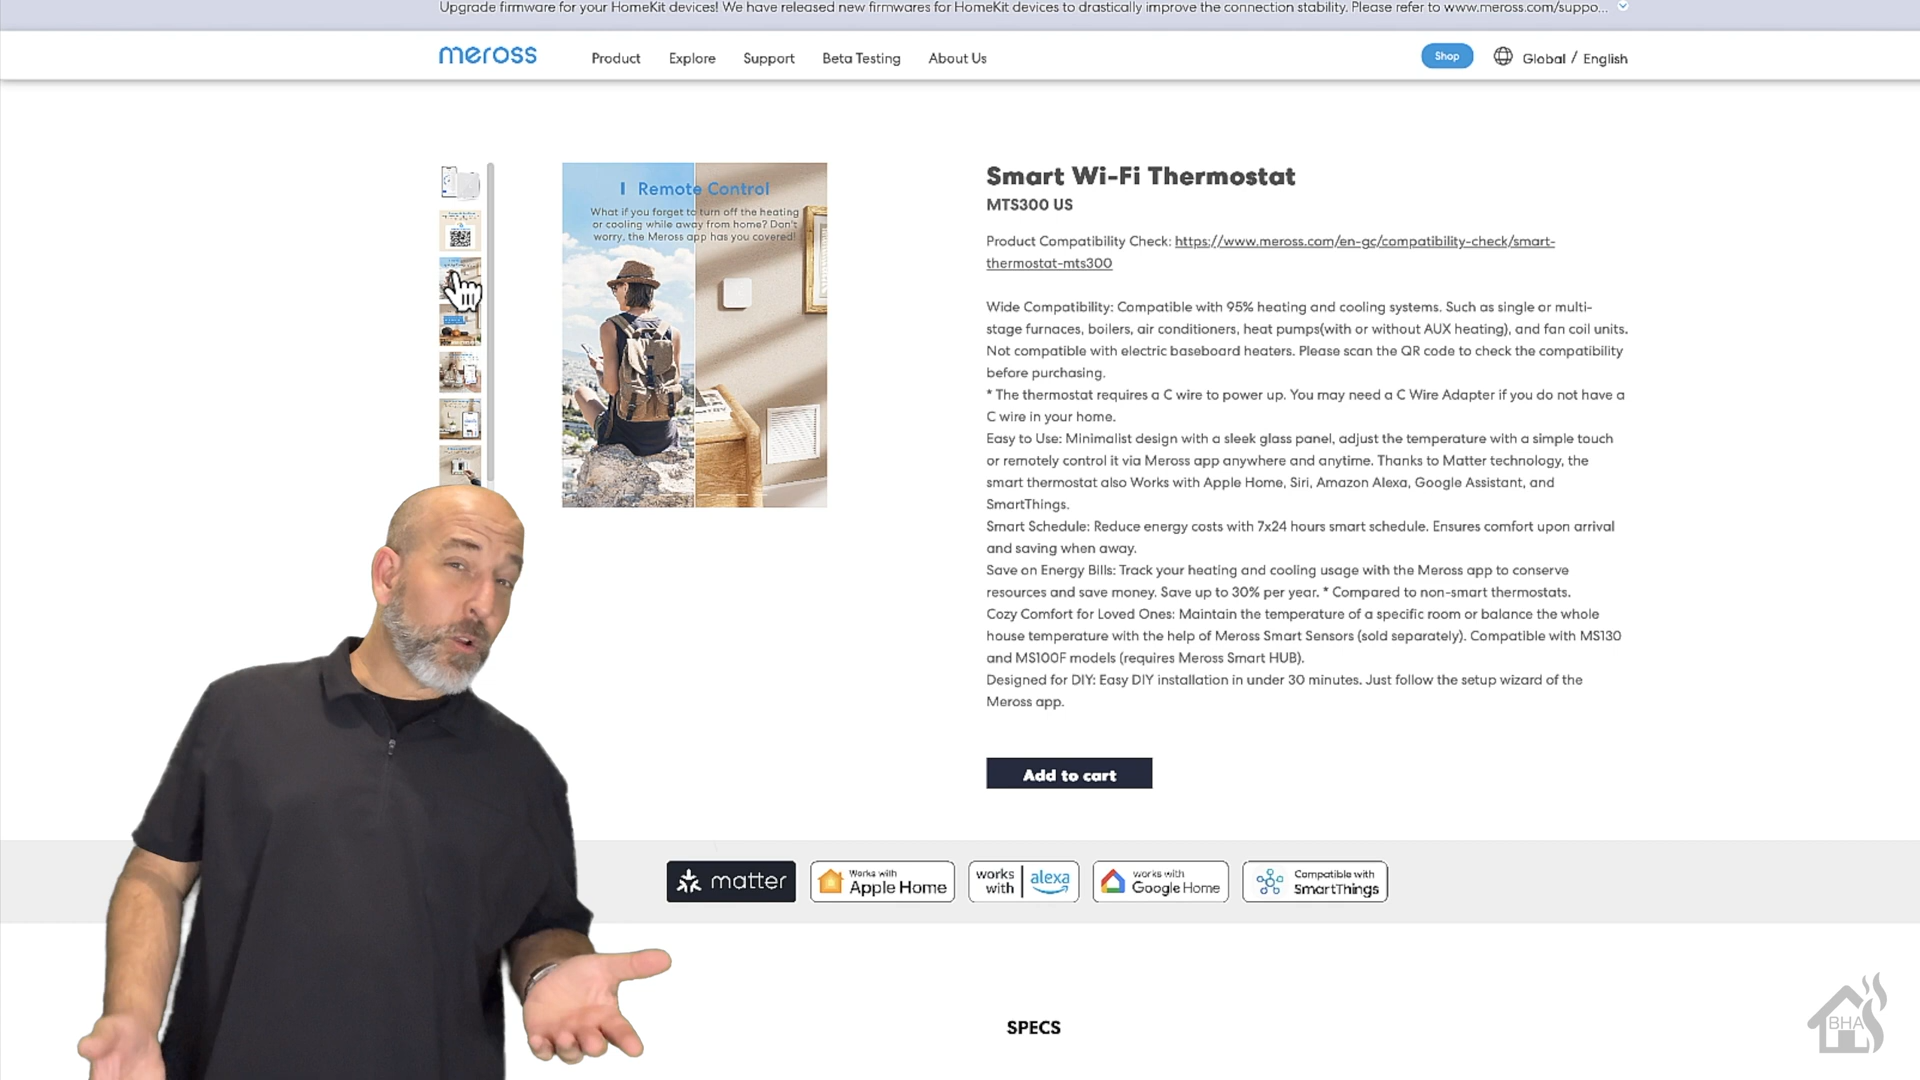 Upgrade firmware for your HomeKit devices! We have released new firmwares for HomeKit devices to drastically improve the connection stability. Please refer to www.meross.com/suppo...
meross
Product
Explore
Support
Beta Testing
About Us
Shop
Global / English
Remote Control
What if you forget to turn off the heating
or cooling while away from home? Don't
worry, the Meross app has you covered!
Smart Wi-Fi Thermostat
MTS300 US
Product Compatibility Check: https://www.meross.com/en-gc/compatibility-check/smart-
thermostat-mts300
Wide Compatibility: Compatible with 95% heating and cooling systems. Such as single or multi-
stage furnaces, boilers, air conditioners, heat pumps(with or without AUX heating), and fan coil units.
Not compatible with electric baseboard heaters. Please scan the QR code to check the compatibility
before purchasing.
* The thermostat requires a C wire to power up. You may need a C Wire Adapter if you do not have a
C wire in your home.
Easy to Use: Minimalist design with a sleek glass panel, adjust the temperature with a simple touch
or remotely control it via Meross app anywhere and anytime. Thanks to Matter technology, the
smart thermostat also Works with Apple Home, Siri, Amazon Alexa, Google Assistant, and
SmartThings.
Smart Schedule: Reduce energy costs with 7x24 hours smart schedule. Ensures comfort upon arrival
and saving when away.
Save on Energy Bills: Track your heating and cooling usage with the Meross app to conserve
resources and save money. Save up to 30% per year. * Compared to non-smart thermostats.
Cozy Comfort for Loved Ones: Maintain the temperature of a specific room or balance the whole
house temperature with the help of Meross Smart Sensors (sold separately). Compatible with MS130
and MS100F models (requires Meross Smart HUB).
Designed for DIY: Easy DIY installation in under 30 minutes. Just follow the setup wizard of the
Meross app.
Add to cart
matter
Works with
Apple Home
works
with
alexa
works with
Google Home
Compatible with
SmartThings
SPECS
BHA